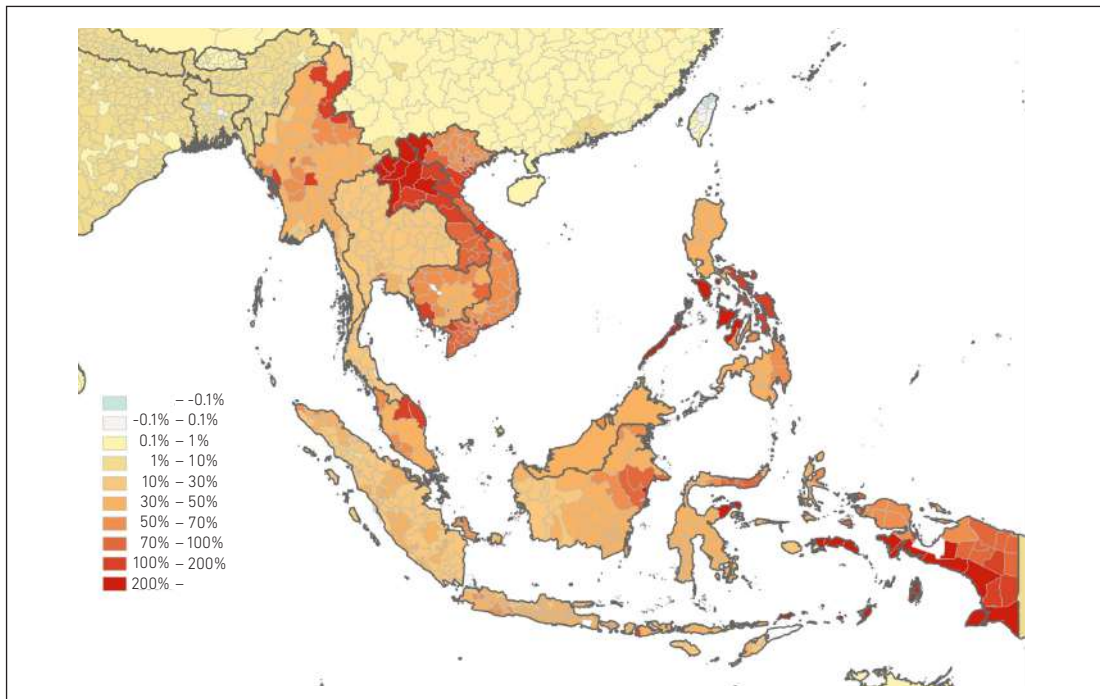 – -0.1%
-0.1% – 0.1%
0.1% – 1%
1% – 10%
10% – 30%
30% – 50%
50% – 70%
70% – 100%
100% – 200%
200% –